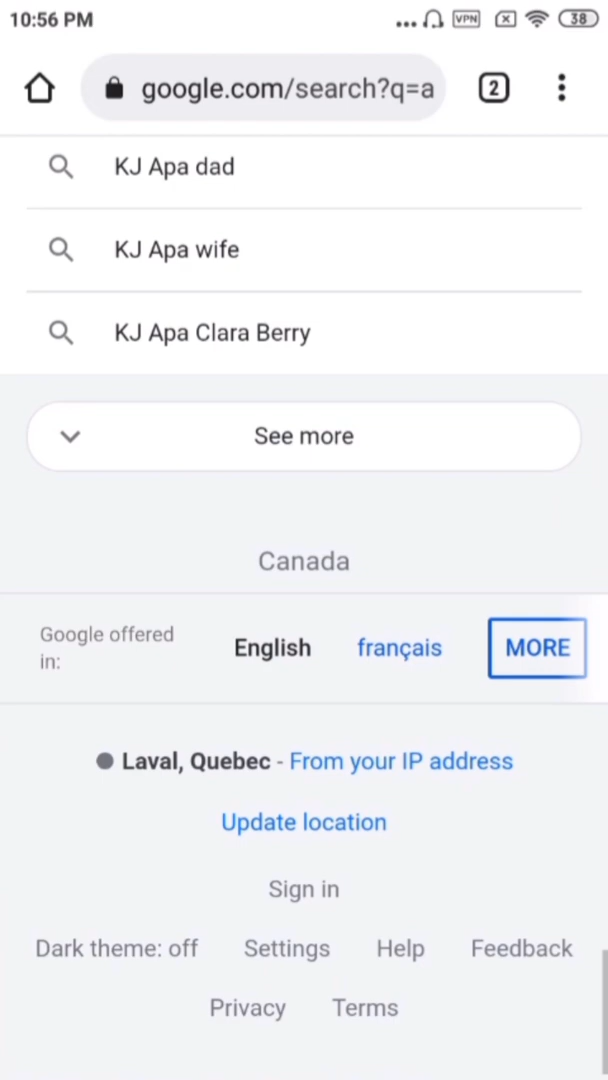 10:56 PM
VPN
38
google.com/search?q=a
2
KJ Apa dad
KJ Apa wife
KJ Apa Clara Berry
See more
Canada
Google offered in: English français MORE
Laval, Quebec - From your IP address
Update location
Sign in
Dark theme: off Settings Help Feedback
Privacy Terms